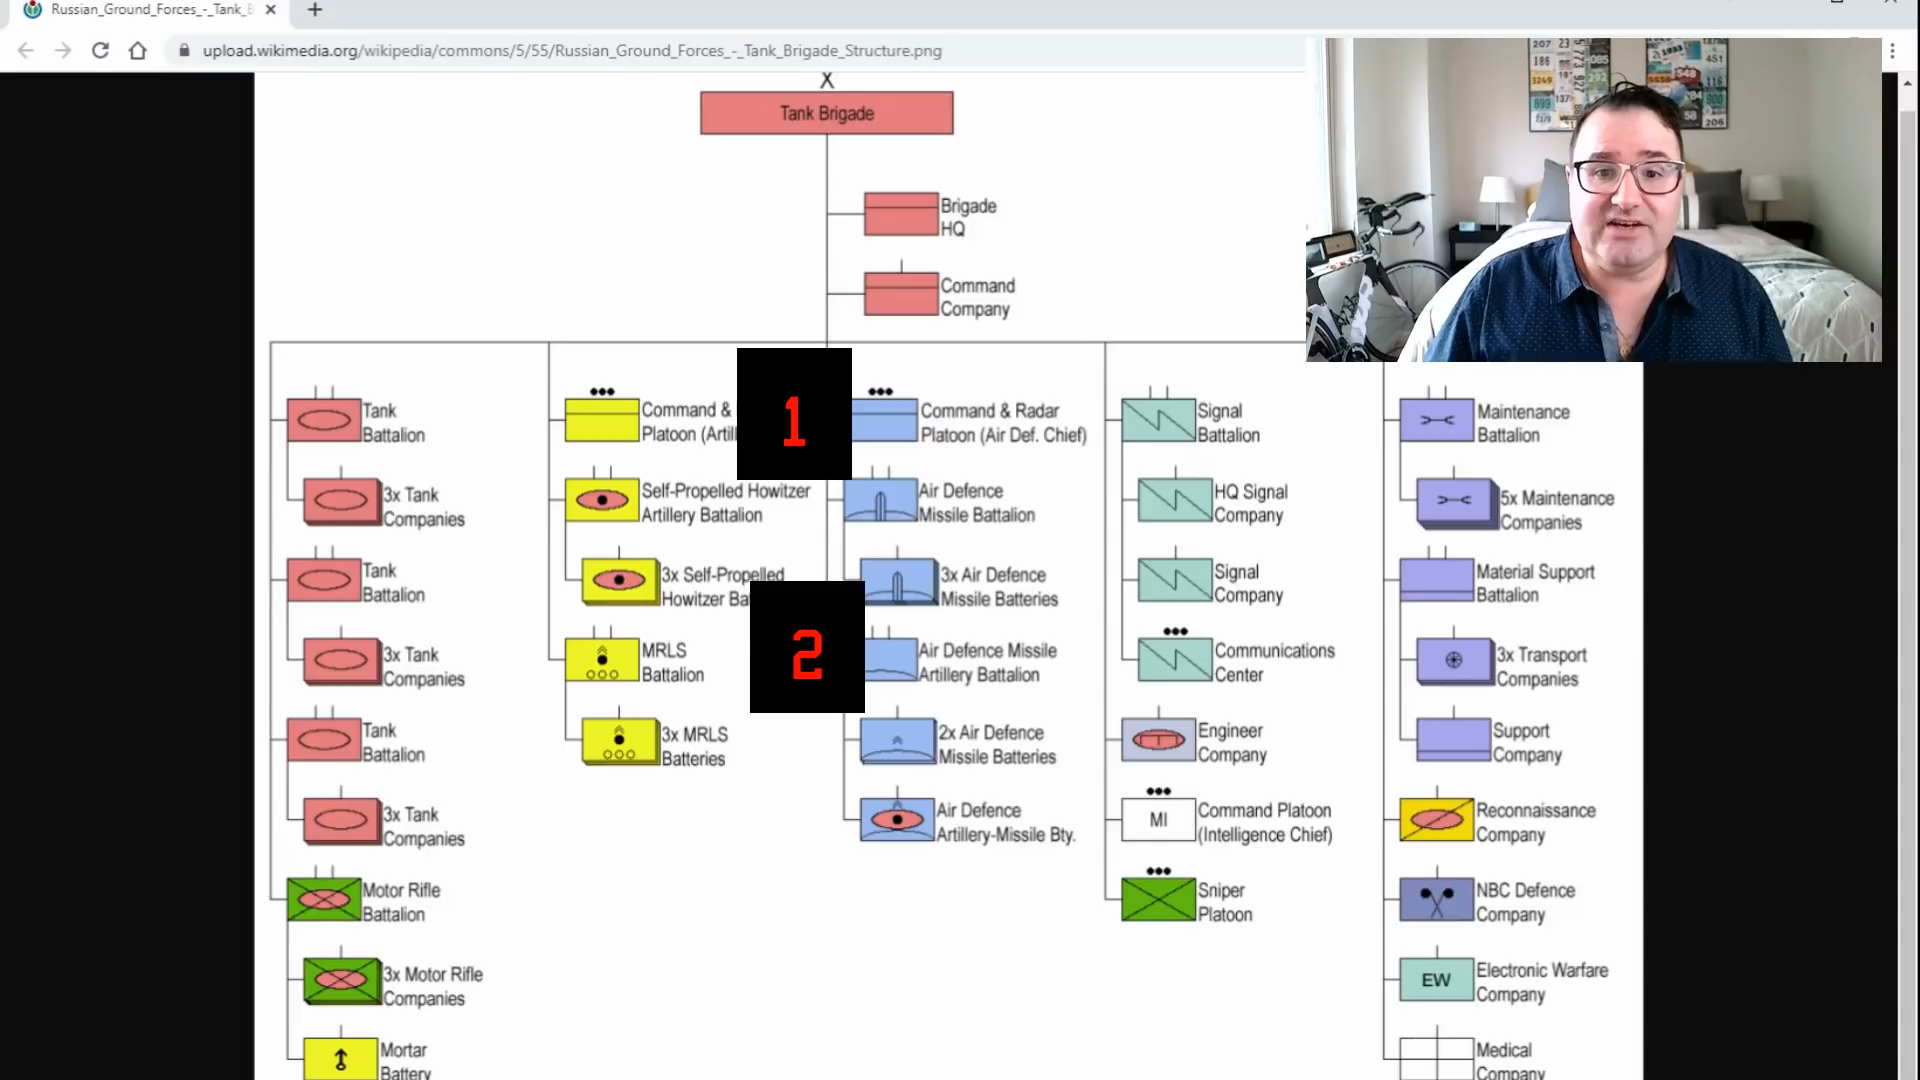 Russian_Ground_Forces_-_Tank_B
upload.wikimedia.org/wikipedia/commons/5/55/Russian_Ground_Forces_-_Tank_Brigade_Structure.png
X
Tank Brigade
Brigade
HQ
Command
Company
Tank
Battalion
3x Tank
Companies
Tank
Battalion
3x Tank
Companies
Tank
Battalion
3x Tank
Companies
Motor Rifle
Battalion
3x Motor Rifle
Companies
Mortar
Battery
Command &
Platoon
Self-Propelled Howitzer
Artillery Battalion
3x Self-Propelled
Howitzer
MRLS
Battalion
3x MRLS
Batteries
1
2
Command & Radar
Platoon (Air Def. Chief)
Air Defence
Missile Battalion
3x Air Defence
Missile Batteries
Air Defence Missile
Artillery Battalion
2x Air Defence
Missile Batteries
Air Defence
Artillery-Missile Bty.
Signal
Battalion
HQ Signal
Company
Signal
Company
Communications
Center
Engineer
Company
MI
Command Platoon
(Intelligence Chief)
Sniper
Platoon
Maintenance
Battalion
5x Maintenance
Companies
Material Support
Battalion
3x Transport
Companies
Support
Company
Reconnaissance
Company
NBC Defence
Company
EW
Electronic Warfare
Company
Medical
Company